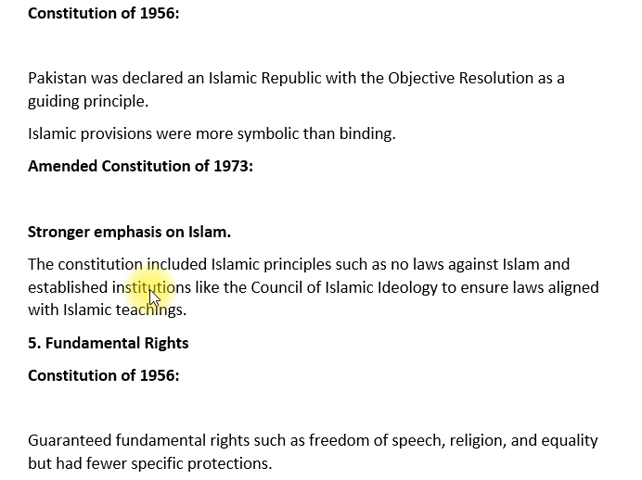 Constitution of 1956:
Pakistan was declared an Islamic Republic with the Objective Resolution as a
guiding principle.
Islamic provisions were more symbolic than binding.
Amended Constitution of 1973:
Stronger emphasis on Islam.
The constitution included Islamic principles such as no laws against Islam and
established institutions like the Council of Islamic Ideology to ensure laws aligned
with Islamic teachings.
5. Fundamental Rights
Constitution of 1956:
Guaranteed fundamental rights such as freedom of speech, religion, and equality
but had fewer specific protections.